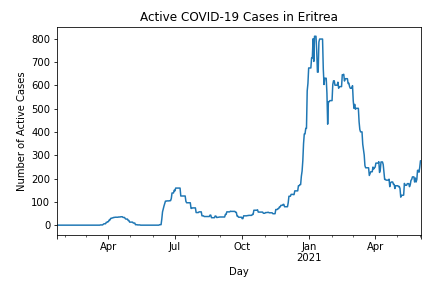 Active COVID-19 Cases in Eritrea
Number of Active Cases
800
700
600
500
400
300
200
100
0
Apr
Jul
Oct
Jan
2021
Apr
Day